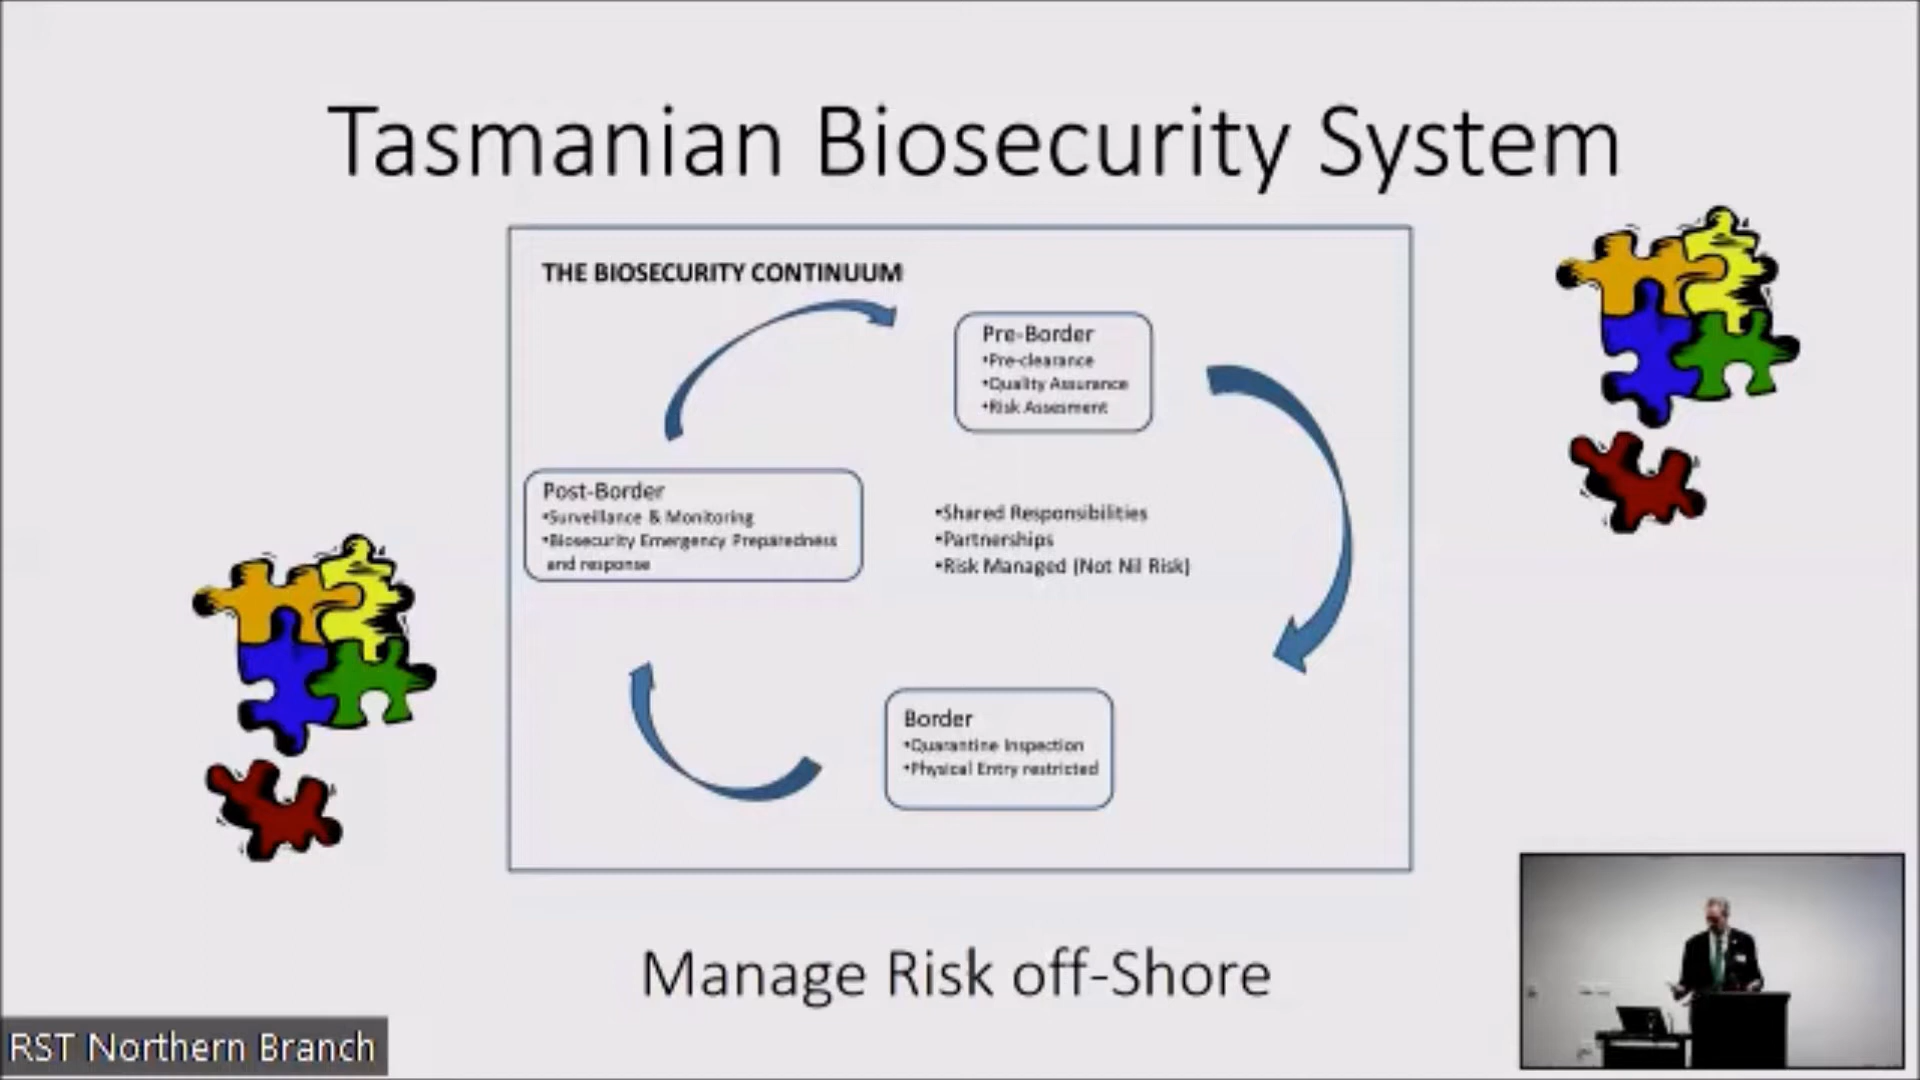 Tasmanian Biosecurity System
THE BIOSECURITY CONTINUUM
Pre-Border
•Pre-clearance
•Quality Assurance
•Risk Assesment
Post-Border
•Surveillance & Monitoring
•Biosecurity Emergency Preparedness
and response
•Shared Responsibilities
•Partnerships
•Risk Managed (Not Nil Risk)
Border
•Quarantine Inspection
•Physical Entry restricted
Manage Risk off-Shore
RST Northern Branch